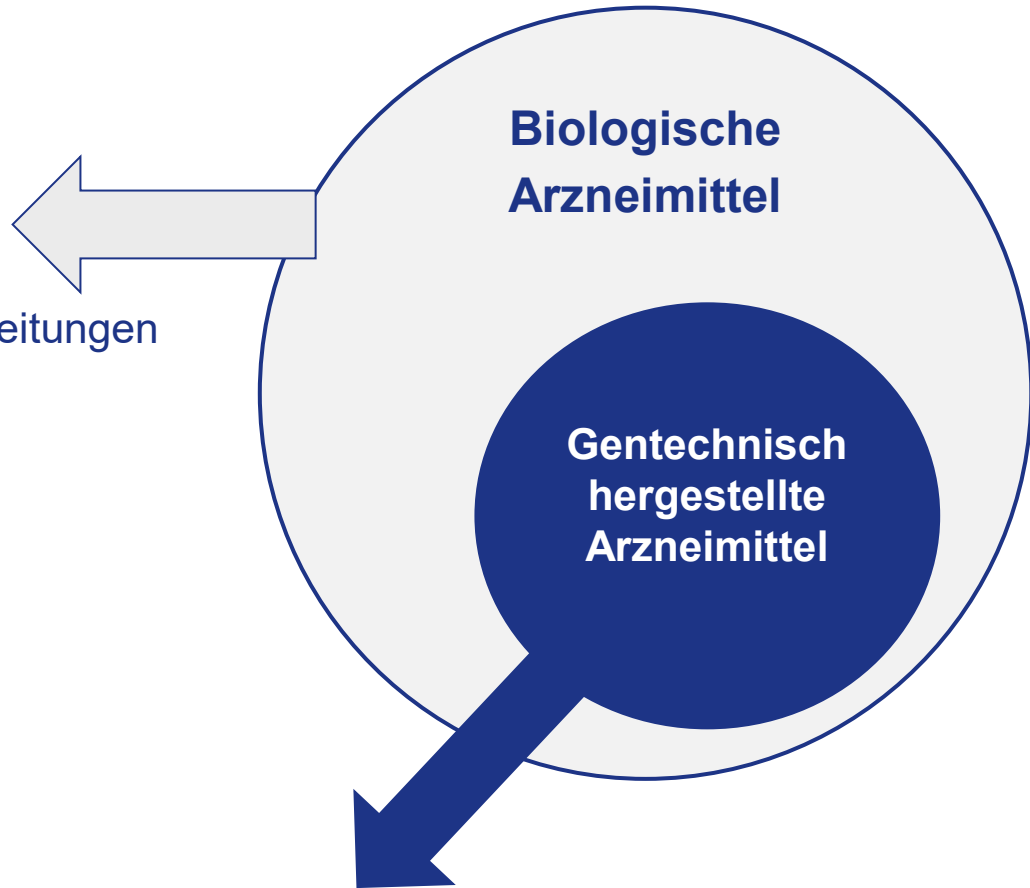 Biologische
Arzneimittel
eitungen
Gentechnisch
hergestellte
Arzneimittel